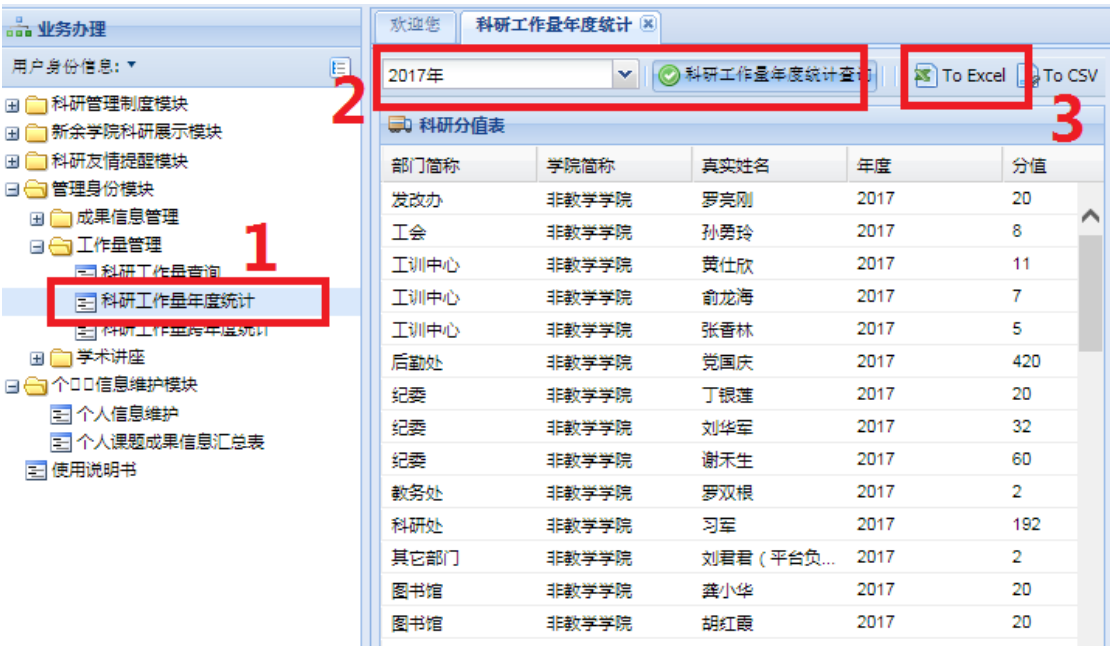 业务办理
用户身份信息:
科研管理制度模块
新余学院科研展示模块
科研友情提醒模块
管理身份模块
成果信息管理
工作量管理
科研工作量查询
科研工作量年度统计
科研工作量跨年度统计
学术讲座
个□□信息维护模块
个人信息维护
个人课题成果信息汇总表
使用说明书
1
欢迎您 科研工作量年度统计
2017年 科研工作量年度统计查询 To Excel To CSV
2 3
科研分值表
部门简称 学院简称 真实姓名 年度 分值
发改办 非教学学院 罗亮刚 2017 20
工会 非教学学院 孙勇玲 2017 8
工训中心 非教学学院 黄仕欣 2017 11
工训中心 非教学学院 俞龙海 2017 7
工训中心 非教学学院 张香林 2017 5
后勤处 非教学学院 党国庆 2017 420
纪委 非教学学院 丁银莲 2017 20
纪委 非教学学院 刘华军 2017 32
纪委 非教学学院 谢禾生 2017 60
教务处 非教学学院 罗双根 2017 2
科研处 非教学学院 习军 2017 192
其它部门 非教学学院 刘君君（平台负... 2017 2
图书馆 非教学学院 龚小华 2017 20
图书馆 非教学学院 胡红霞 2017 20